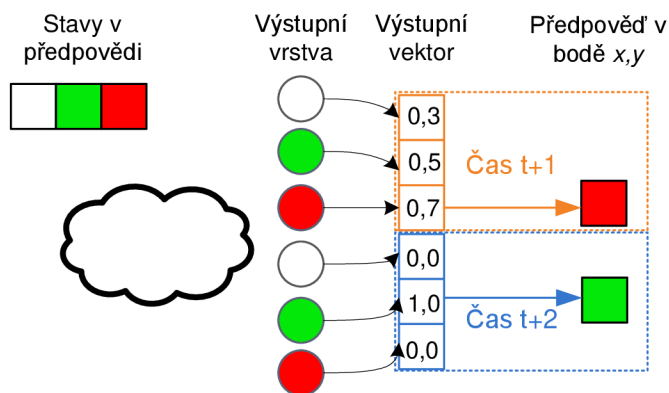 Stavy v
předpovědi
Výstupní
vrstva
Výstupní
vektor
Předpověď v
bodě x,y
0,3
0,5
Čas t+1
0,7
0,0
1,0
Čas t+2
0,0